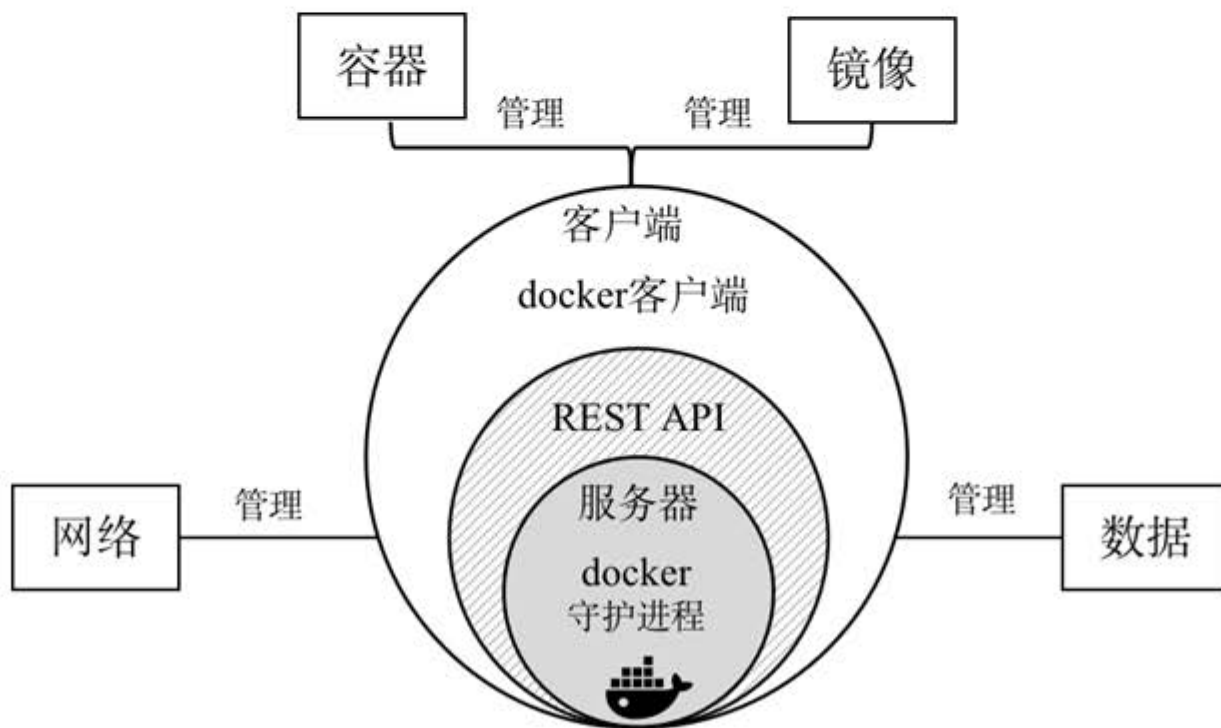 容器
镜像
管理
管理
客户端
docker客户端
REST API
服务器
docker
守护进程
网络
管理
管理
数据